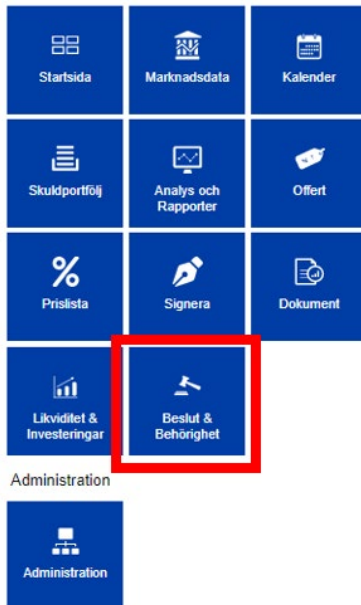 Startsida
Marknadsdata
Kalender
Skuldportfölj
Analys och
Rapporter
Offert
Prislista
Signera
Dokument
Likviditet &
Investeringar
Beslut &
Behörighet
Administration
Administration